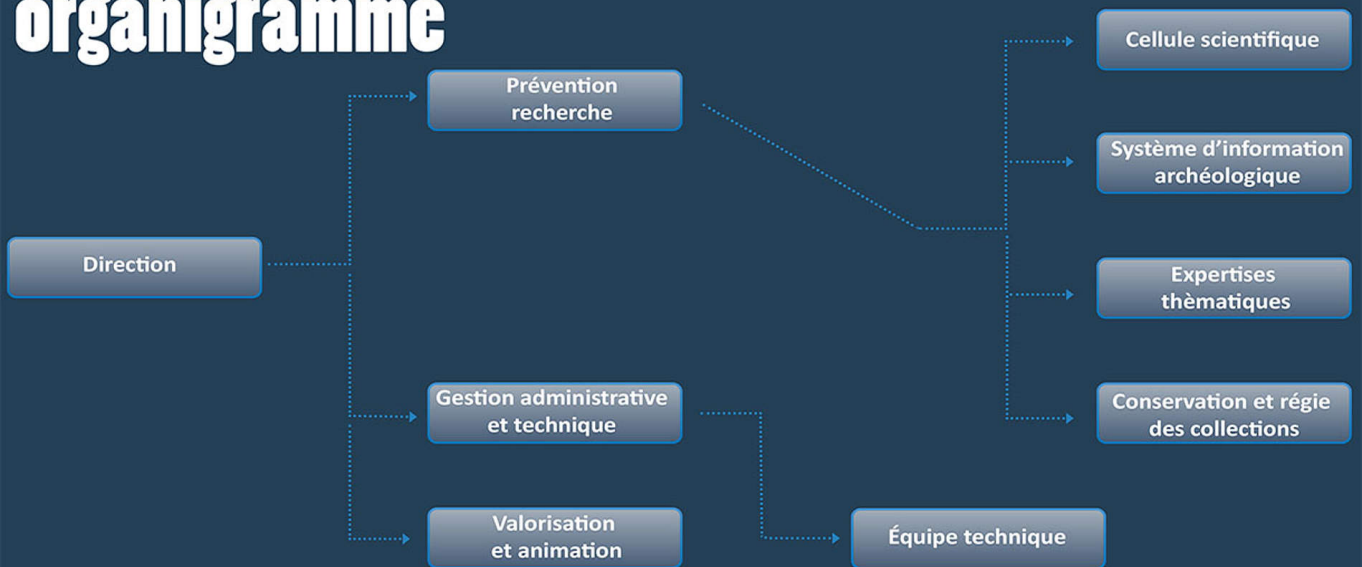 organigramme
Prévention
recherche
Direction
Gestion administrative
et technique
Valorisation
et animation
Équipe technique
Cellule scientifique
Système d’information
archéologique
Expertises
thèmatiques
Conservation et régie
des collections